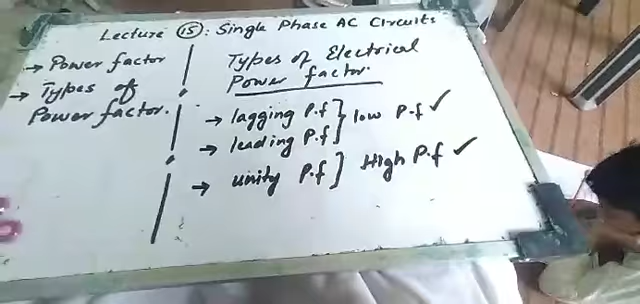 Lecture 15: Single Phase AC Circuits
→ Power factor
→ Types of
Power factor.
Types of Electrical
Power factor.
→ lagging P.f } low P.f ✓
→ leading P.f
→ unity P.f } High P.f ✓